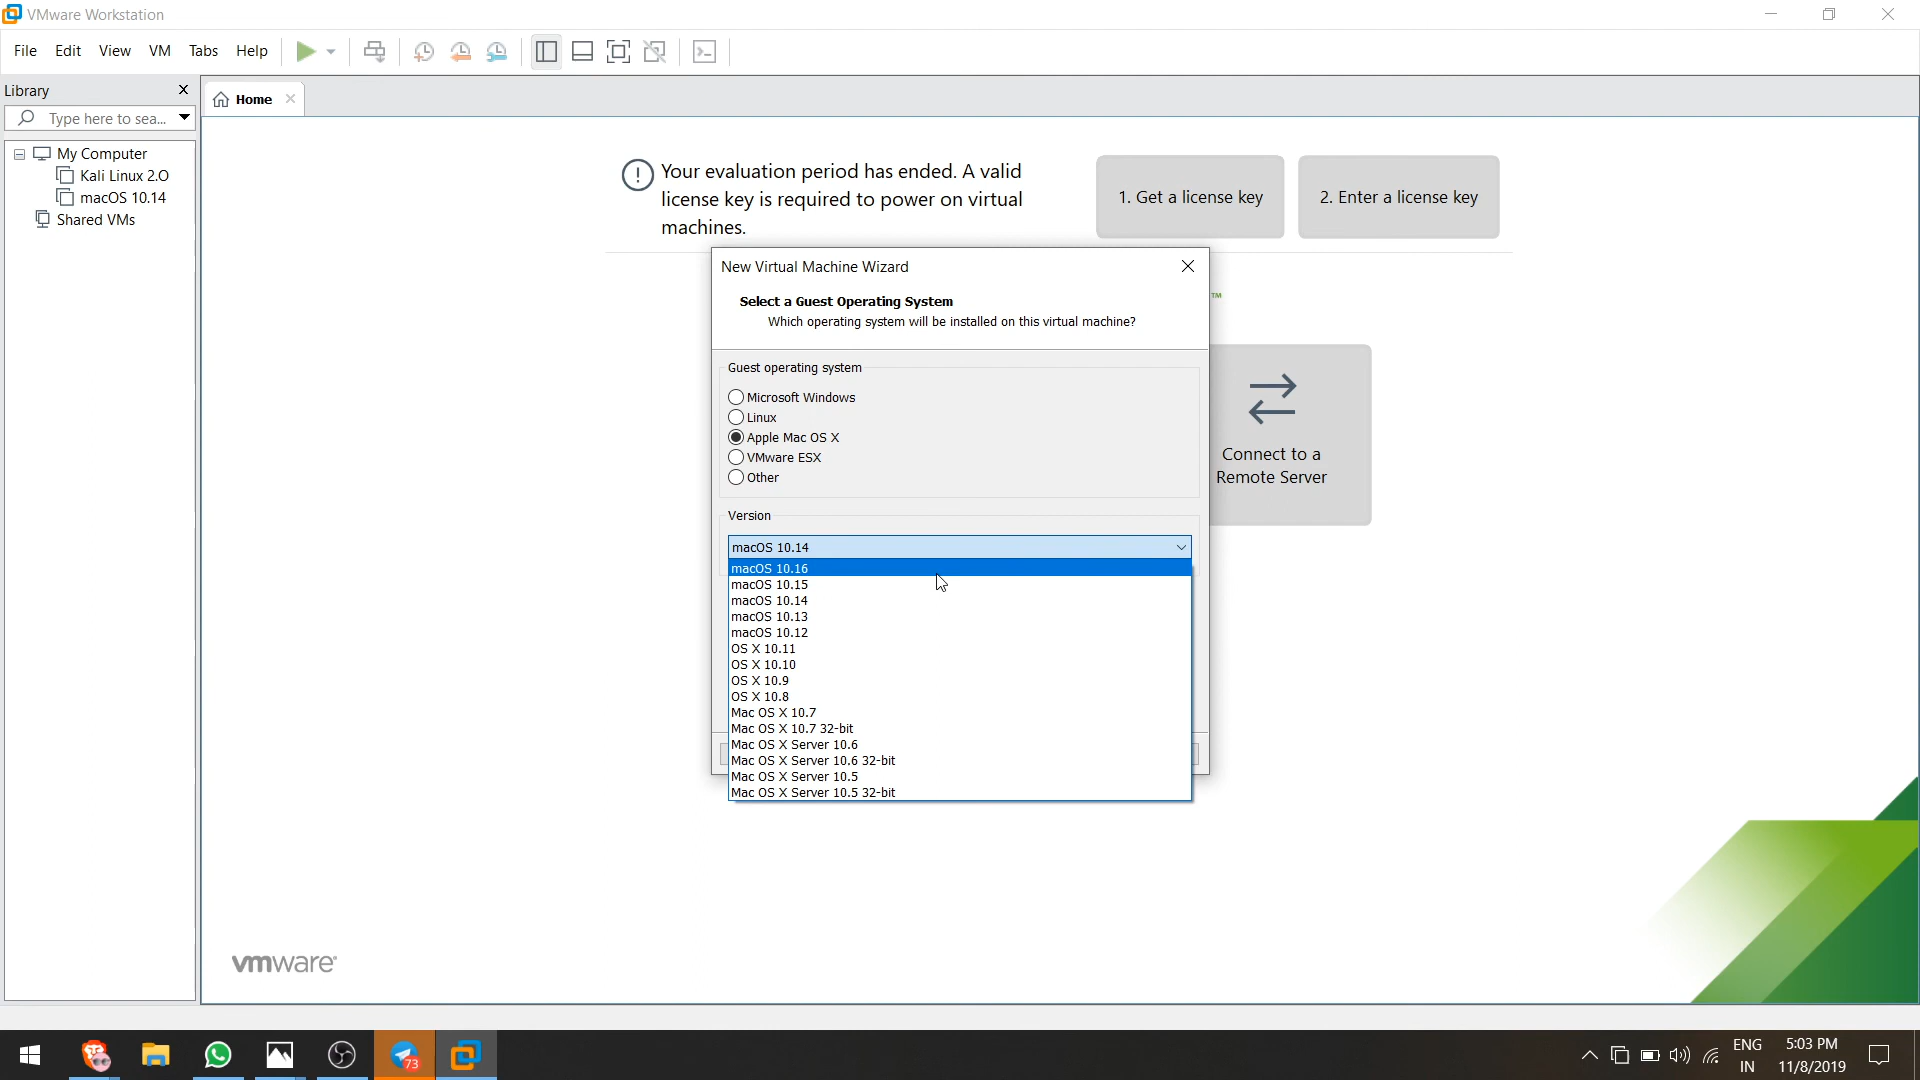 VMware Workstation
File Edit View VM Tabs Help
Library
Type here to sea...
My Computer
Kali Linux 2.O
macOS 10.14
Shared VMs
Home
Your evaluation period has ended. A valid
license key is required to power on virtual
machines.
1. Get a license key
2. Enter a license key
New Virtual Machine Wizard
Select a Guest Operating System
Which operating system will be installed on this virtual machine?
TM
Guest operating system
Microsoft Windows
Linux
Apple Mac OS X
VMware ESX
Other
Connect to a
Remote Server
Version
macOS 10.14
macOS 10.16
macOS 10.15
macOS 10.14
macOS 10.13
macOS 10.12
OS X 10.11
OS X 10.10
OS X 10.9
OS X 10.8
Mac OS X 10.7
Mac OS X 10.7 32-bit
Mac OS X Server 10.6
Mac OS X Server 10.6 32-bit
Mac OS X Server 10.5
Mac OS X Server 10.5 32-bit
vmware
73
ENG
IN
5:03 PM
11/8/2019